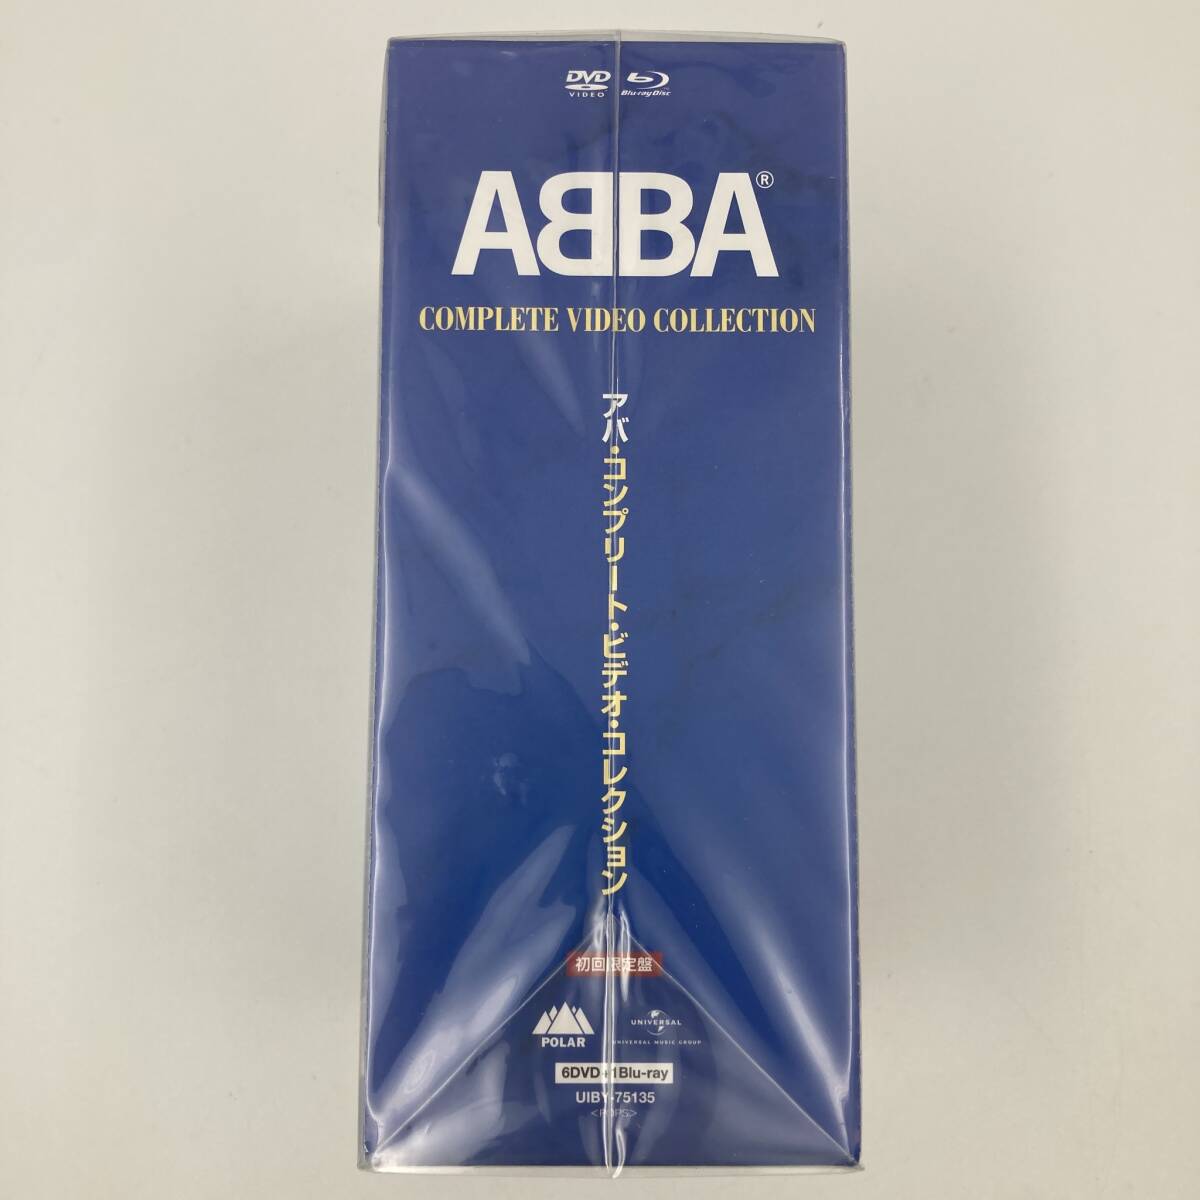 DVD VIDEO Blu-ray Disc
ABBA®
COMPLETE VIDEO COLLECTION
アバ・コンプリート・ビデオ・コレクション
初回限定盤
POLAR
UNIVERSAL
UNIVERSAL MUSIC GROUP
6DVD+1Blu-ray
UIBY-75135
<POPS>